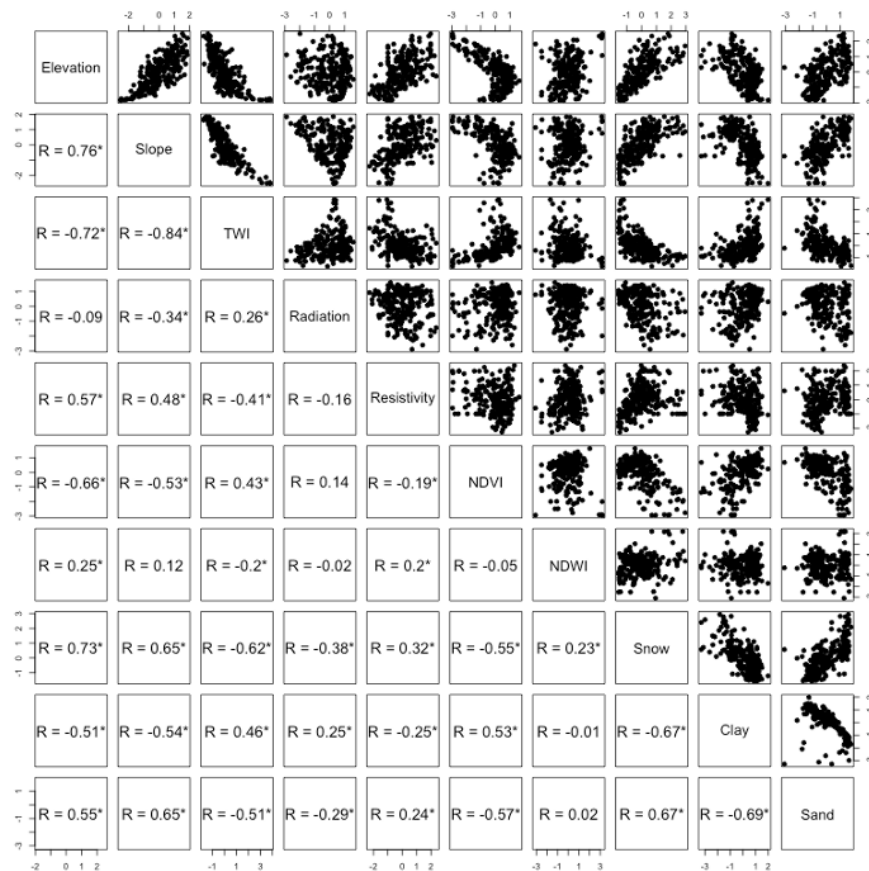 -2 0 1 2 -3 -1 0 1 -3 -1 0 1 -1 0 1 2 3 -3 -1 1
Elevation
2
1
0
-2
R = 0.76* Slope
R = -0.72* R = -0.84* TWI
1
0
-1
-3
R = -0.09 R = -0.34* R = 0.26* Radiation
R = 0.57* R = 0.48* R = -0.41* R = -0.16 Resistivity
1
0
-1
-3
R = -0.66* R = -0.53* R = 0.43* R = 0.14 R = -0.19* NDVI
R = 0.25* R = 0.12 R = -0.2* R = -0.02 R = 0.2* R = -0.05 NDWI
3
2
1
0
-1
R = 0.73* R = 0.65* R = -0.62* R = -0.38* R = 0.32* R = -0.55* R = 0.23* Snow
R = -0.51* R = -0.54* R = 0.46* R = 0.25* R = -0.25* R = 0.53* R = -0.01 R = -0.67* Clay
1
-1
-3
R = 0.55* R = 0.65* R = -0.51* R = -0.29* R = 0.24* R = -0.57* R = 0.02 R = 0.67* R = -0.69* Sand
-2 -1 0 1 2 -1 1 3 -2 0 1 2 -3 -1 1 2 3 -3 -1 0 1 2